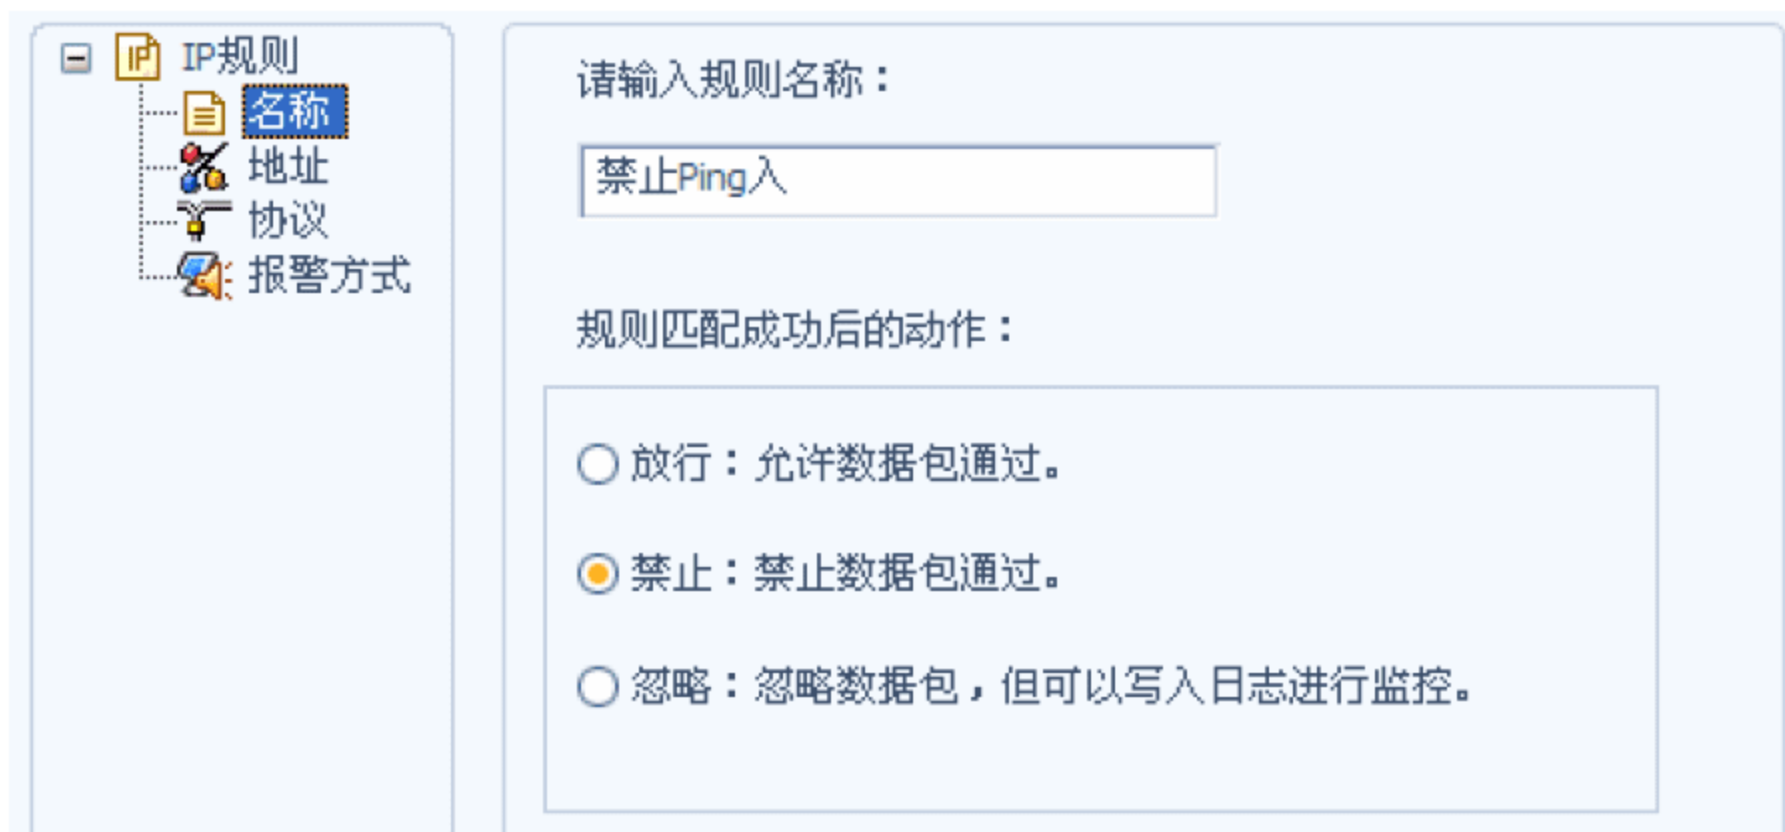 IP规则
名称
地址
协议
报警方式
请输入规则名称：
禁止Ping入
规则匹配成功后的动作：
放行：允许数据包通过。
禁止：禁止数据包通过。
忽略：忽略数据包，但可以写入日志进行监控。